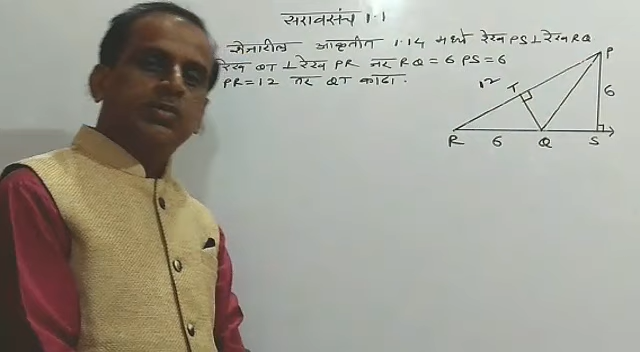 सरावसंच 1.1
आकृतीत 1.14 मध्ये रेख PS ⊥ रेख RQ
रेख QT ⊥ रेख PR जर RQ = 6 PS = 6
PR = 12 तर QT काढा.
P
12
T
6
R 6 Q S